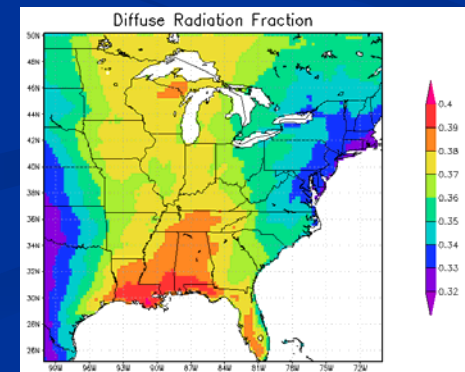 Diffuse Radiation Fraction
50N
48N
46N
44N
42N
40N
38N
36N
34N
32N
30N
28N
26N
99W
96W
93W
90W
87W
84W
81W
78W
75W
72W
0.4
0.39
0.38
0.37
0.36
0.35
0.34
0.33
0.32